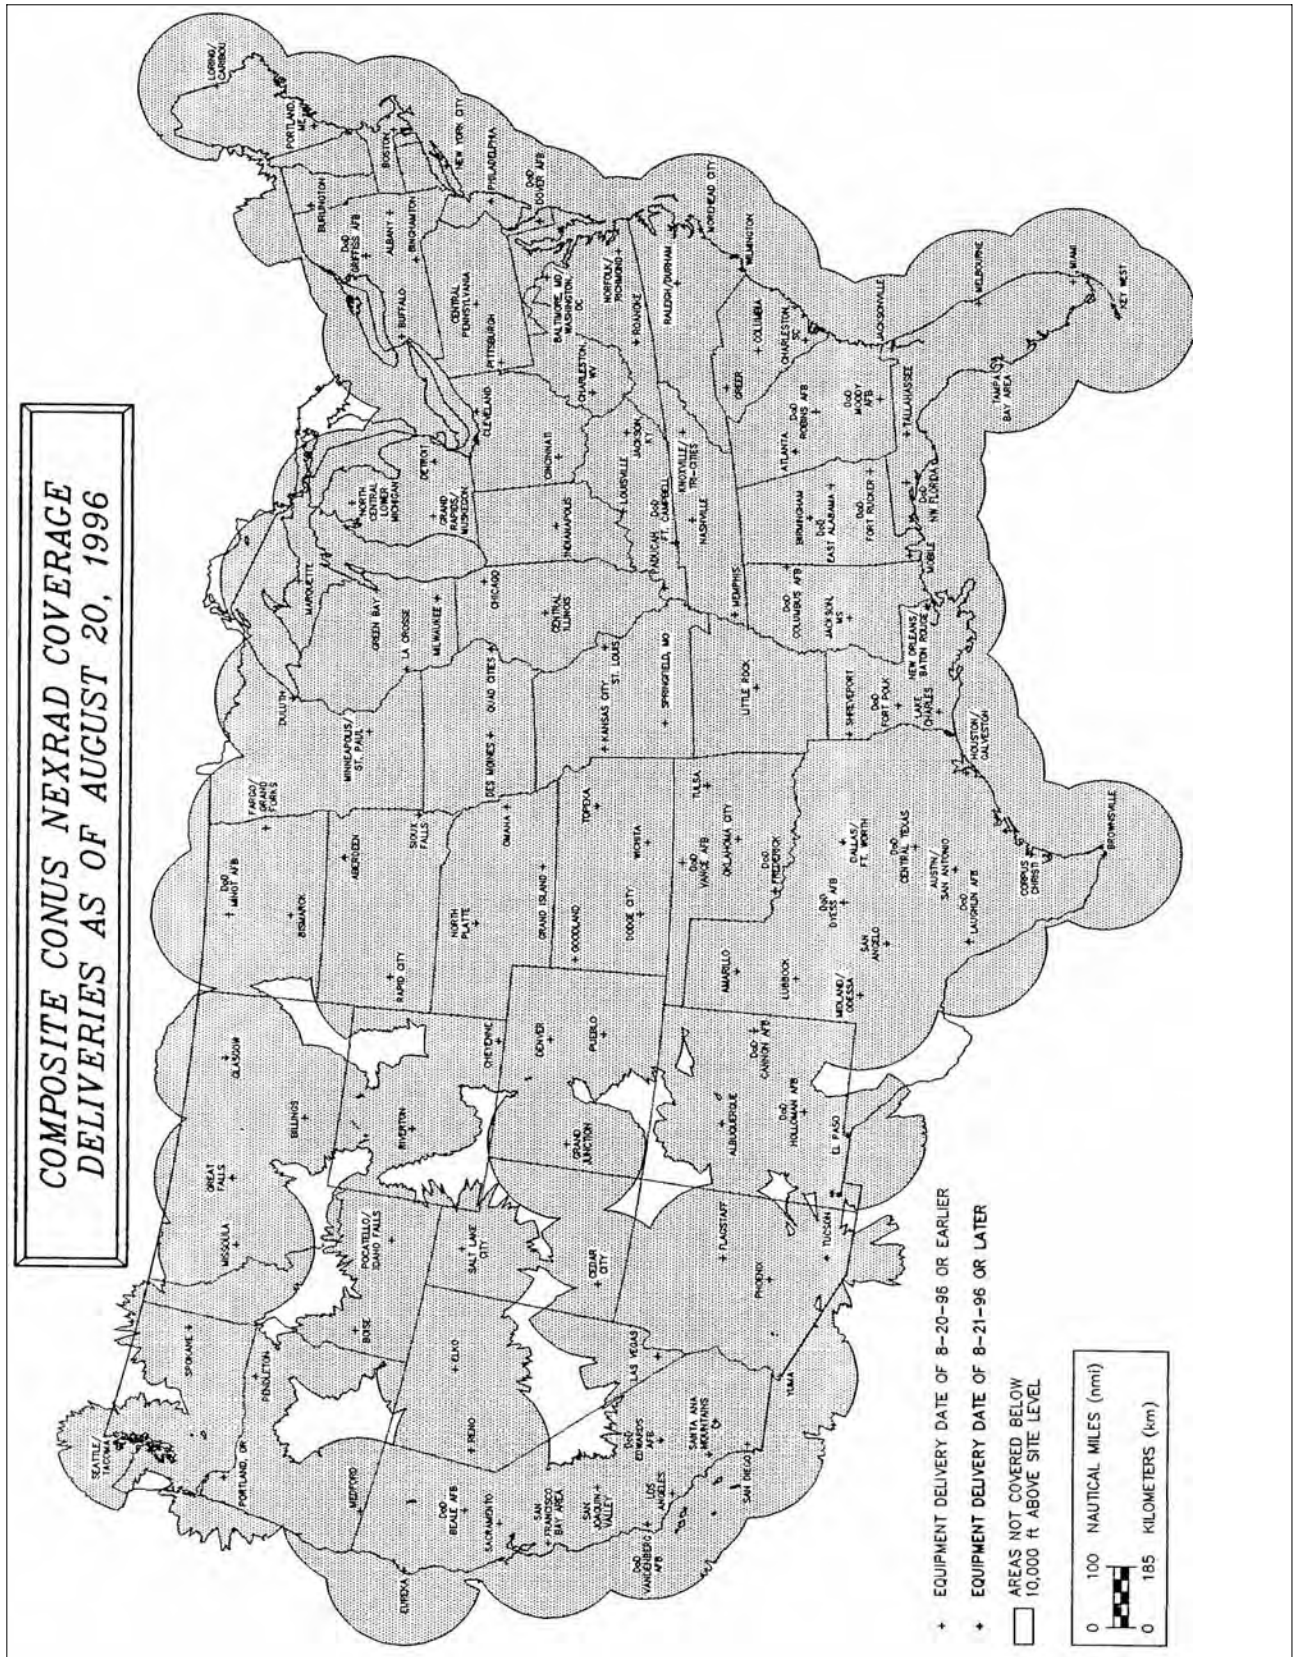 COMPOSITE CONUS NEXRAD COVERAGE
DELIVERIES AS OF AUGUST 20, 1996
SEATTLE/
TACOMA
SPOKANE
PORTLAND, OR
PENDLETON
MEDFORD
EUREKA
DoD
BEALE AFB
SACRAMENTO
RENO
ELKO
BOISE
POCATELLO/
IDAHO FALLS
MISSOULA
GREAT
FALLS
BILLINGS
GLASGOW
RIVERTON
SALT LAKE
CITY
CEDAR
CITY
LAS VEGAS
SAN
FRANCISCO
BAY AREA
SAN
JOAQUIN
VALLEY
DoD
EDWARDS
AFB
DoD
VANDENBERG
AFB
LOS
ANGELES
SANTA ANA
MOUNTAINS
SAN DIEGO
YUMA
PHOENIX
FLAGSTAFF
TUCSON
GRAND
JUNCTION
ALBUQUERQUE
DoD
HOLLOMAN AFB
EL PASO
DoD
CANNON AFB
CHEYENNE
DENVER
PUEBLO
DoD
MINOT AFB
BISMARCK
FARGO/
GRAND
FORKS
ABERDEEN
RAPID CITY
SIOUX
FALLS
NORTH
PLATTE
GRAND ISLAND
OMAHA
GOODLAND
DODGE CITY
WICHITA
TOPEKA
AMARILLO
LUBBOCK
MIDLAND/
ODESSA
SAN
ANGELO
DoD
DYESS AFB
DoD
FREDERICK
DoD
VANCE AFB
OKLAHOMA CITY
TULSA
DALLAS/
FT. WORTH
DoD
CENTRAL TEXAS
AUSTIN/
SAN ANTONIO
DoD
LAUGHLIN AFB
CORPUS
CHRISTI
BROWNSVILLE
HOUSTON/
GALVESTON
DULUTH
MINNEAPOLIS/
ST. PAUL
LA CROSSE
GREEN BAY
MARQUETTE
MILWAUKEE
DES MOINES
QUAD CITIES
CHICAGO
CENTRAL
ILLINOIS
KANSAS CITY
ST. LOUIS
SPRINGFIELD, MO
LITTLE ROCK
MEMPHIS
SHREVEPORT
DoD
FORT POLK
LAKE
CHARLES
NEW ORLEANS/
BATON ROUGE
JACKSON,
MS
DoD
COLUMBUS AFB
MOBILE
NORTH
CENTRAL
LOWER
MICHIGAN
GRAND
RAPIDS/
MUSKEGON
DETROIT
INDIANAPOLIS
CINCINNATI
CLEVELAND
LOUISVILLE
JACKSON,
KY
PADUCAH
DoD
FT. CAMPBELL
NASHVILLE
KNOXVILLE/
TRI-CITIES
BIRMINGHAM
DoD
EAST ALABAMA
DoD
FORT RUCKER
DoD
NW FLORIDA
ATLANTA
DoD
ROBINS AFB
DoD
MOODY
AFB
TALLAHASSEE
TAMPA
BAY AREA
JACKSONVILLE
MELBOURNE
MIAMI
KEY WEST
GREER
COLUMBIA
CHARLESTON,
SC
WILMINGTON
MOREHEAD CITY
RALEIGH/DURHAM
ROANOKE
NORFOLK/
RICHMOND
CHARLESTON,
WV
BALTIMORE, MD/
WASHINGTON,
DC
DoD
DOVER AFB
PHILADELPHIA
PITTSBURGH
CENTRAL
PENNSYLVANIA
BUFFALO
BINGHAMTON
ALBANY
DoD
GRIFFISS AFB
BURLINGTON
NEW YORK CITY
BOSTON
PORTLAND,
ME
LORING/
CARIBOU
+ EQUIPMENT DELIVERY DATE OF 8-20-96 OR EARLIER
+ EQUIPMENT DELIVERY DATE OF 8-21-96 OR LATER
AREAS NOT COVERED BELOW
10,000 ft ABOVE SITE LEVEL
0 100 NAUTICAL MILES (nmi)
0 185 KILOMETERS (km)